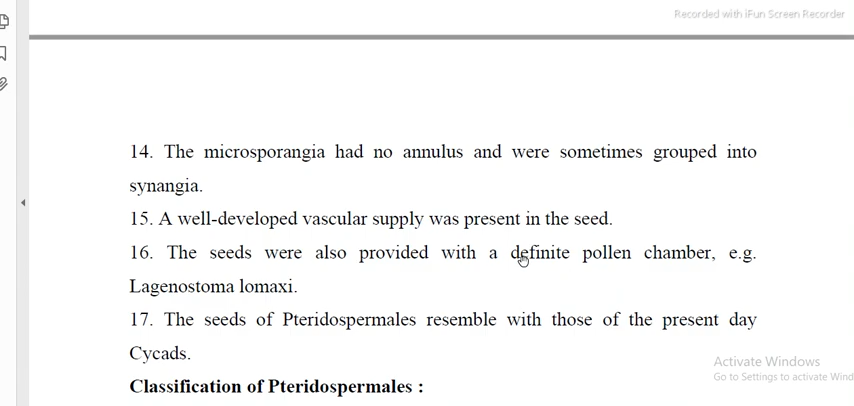 Recorded with iFun Screen Recorder
14. The microsporangia had no annulus and were sometimes grouped into
synangia.
15. A well-developed vascular supply was present in the seed.
16. The seeds were also provided with a definite pollen chamber, e.g.
Lagenostoma lomaxi.
17. The seeds of Pteridospermales resemble with those of the present day
Cycads.
Activate Windows
Go to Settings to activate Wind
Classification of Pteridospermales :